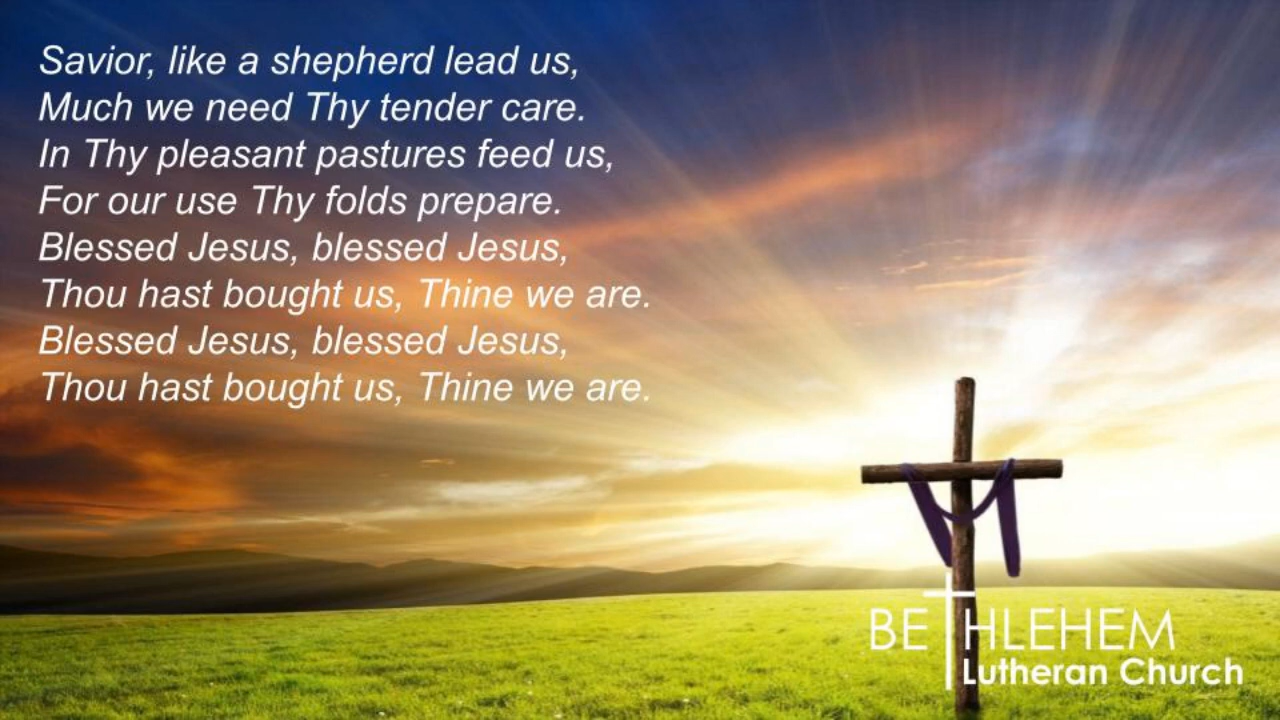 Savior, like a shepherd lead us,
Much we need Thy tender care.
In Thy pleasant pastures feed us,
For our use Thy folds prepare.
Blessed Jesus, blessed Jesus,
Thou hast bought us, Thine we are.
Blessed Jesus, blessed Jesus,
Thou hast bought us, Thine we are.
BETHLEHEM
Lutheran Church